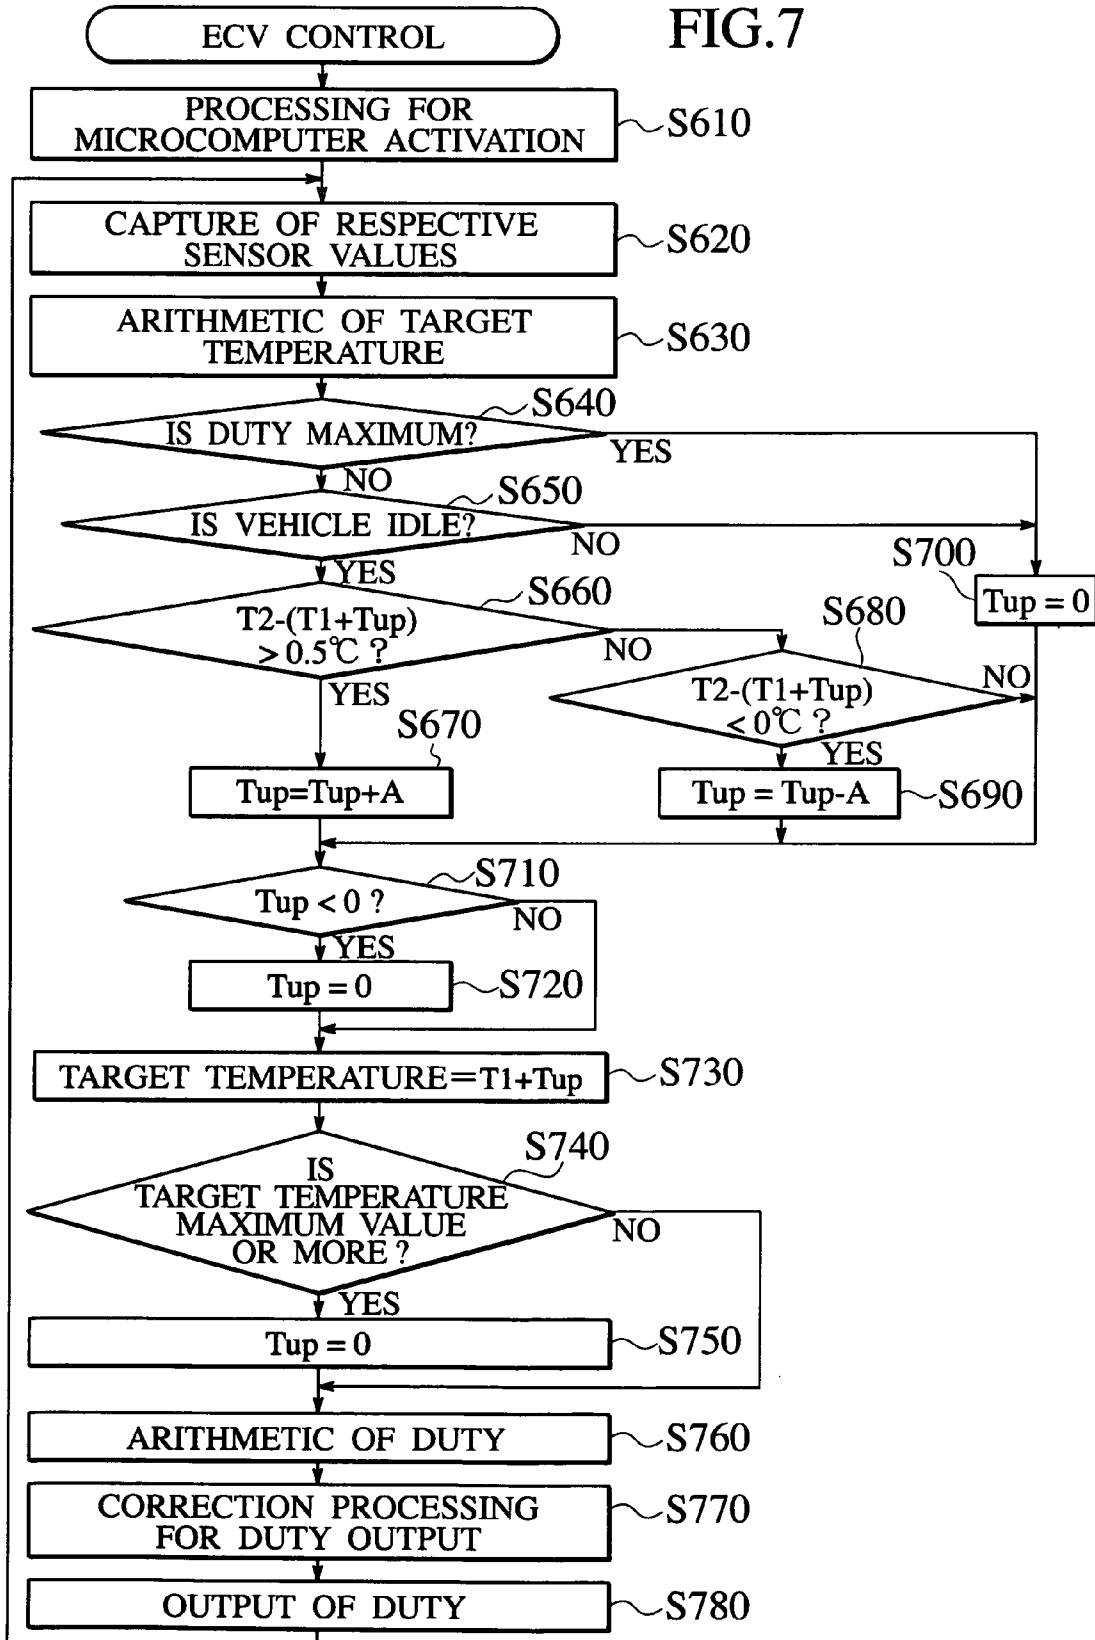 FIG.7
ECV CONTROL
PROCESSING FOR
MICROCOMPUTER ACTIVATION
S610
CAPTURE OF RESPECTIVE
SENSOR VALUES
S620
ARITHMETIC OF TARGET
TEMPERATURE
S630
S640
IS DUTY MAXIMUM?
YES
NO
S650
IS VEHICLE IDLE?
NO
YES
S700
Tup = 0
S660
T2-(T1+Tup)
> 0.5℃ ?
NO
YES
S680
T2-(T1+Tup)
< 0℃ ?
NO
YES
S670
Tup=Tup+A
Tup = Tup-A
S690
S710
Tup < 0 ?
NO
YES
Tup = 0
S720
TARGET TEMPERATURE=T1+Tup
S730
S740
IS
TARGET TEMPERATURE
MAXIMUM VALUE
OR MORE ?
NO
YES
Tup = 0
S750
ARITHMETIC OF DUTY
S760
CORRECTION PROCESSING
FOR DUTY OUTPUT
S770
OUTPUT OF DUTY
S780